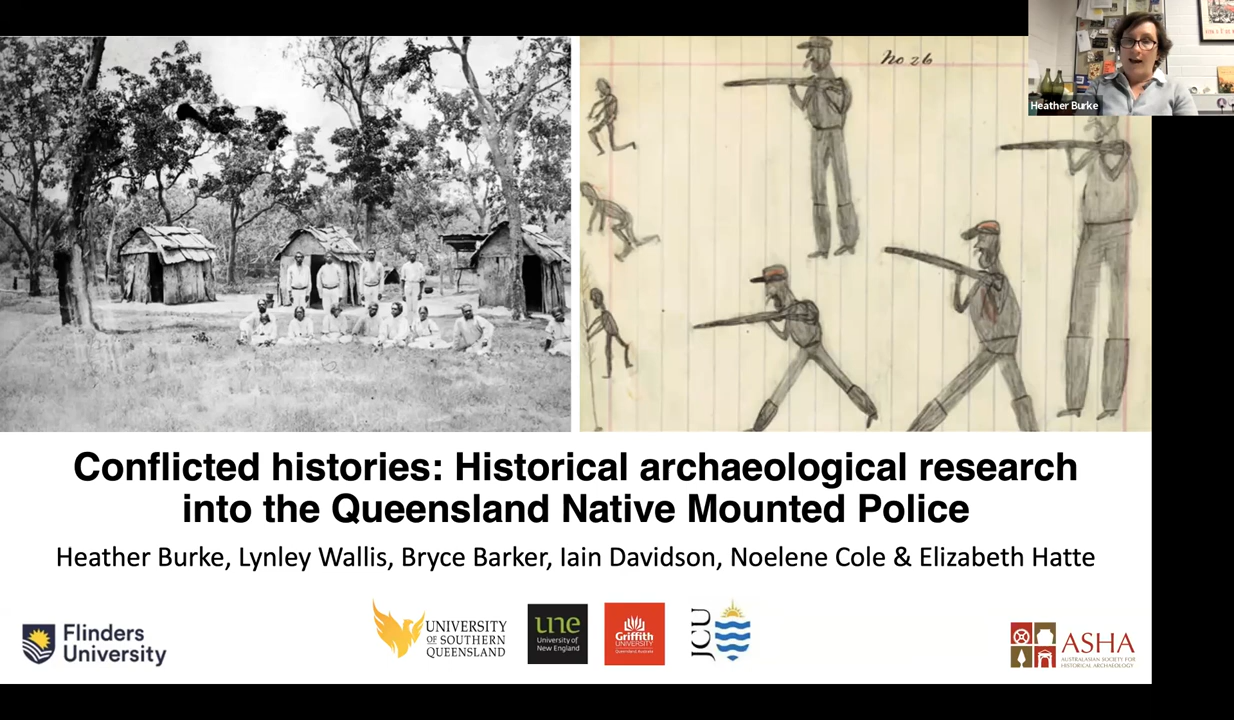 No 26
Heather Burke
Conflicted histories: Historical archaeological research
into the Queensland Native Mounted Police
Heather Burke, Lynley Wallis, Bryce Barker, Iain Davidson, Noelene Cole & Elizabeth Hatte
Flinders
University
UNIVERSITY
OF SOUTHERN
QUEENSLAND
une
University of
New England
Griffith
UNIVERSITY
Queensland, Australia
JCU
ASHA
AUSTRALASIAN SOCIETY FOR
HISTORICAL ARCHAEOLOGY